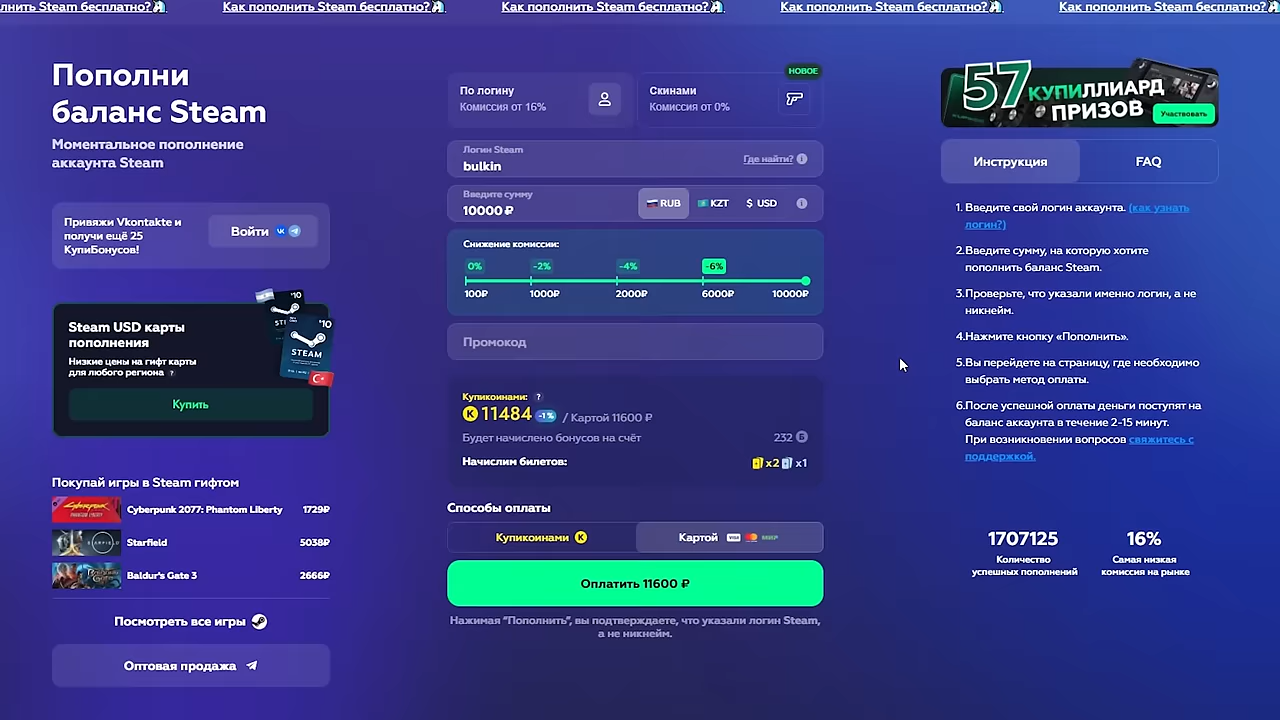 лнить Steam бесплатно? Как пополнить Steam бесплатно? Как пополнить Steam бесплатно? Как пополнить Steam бесплатно? Как пополнить Steam бесплатно?
Пополни
баланс Steam
Моментальное пополнение
аккаунта Steam
Привяжи Vkontakte и
получи ещё 25
КупиБонусов!
Войти
Steam USD карты
пополнения
Низкие цены на гифт карты
для любого региона ?
$10
$10
STEAM
Купить
Покупай игры в Steam гифтом
Cyberpunk 2077: Phantom Liberty 1729₽
Starfield 5038₽
Baldur's Gate 3 2666₽
Посмотреть все игры
Оптовая продажа
По логину
Комиссия от 16%
НОВОЕ
Скинами
Комиссия от 0%
Логин Steam
bulkin
Где найти?
Введите сумму
10000 ₽
RUB KZT $ USD
Снижение комиссии:
0% -2% -4% -6%
100₽ 1000₽ 2000₽ 6000₽ 10000₽
Промокод
Купикоинами: ?
К 11484 -1% / Картой 11600 ₽
Будет начислено бонусов на счёт 232 Б
Начислим билетов: x2 x1
Способы оплаты
Купикоинами К Картой VISA МИР
Оплатить 11600 ₽
Нажимая “Пополнить”, вы подтверждаете, что указали логин Steam,
а не никнейм.
57 КУПИЛЛИАРД
ПРИЗОВ
Участвовать
Инструкция FAQ
1. Введите свой логин аккаунта. (как узнать
логин?)
2.Введите сумму, на которую хотите
пополнить баланс Steam.
3.Проверьте, что указали именно логин, а не
никнейм.
4.Нажмите кнопку «Пополнить».
5.Вы перейдете на страницу, где необходимо
выбрать метод оплаты.
6.После успешной оплаты деньги поступят на
баланс аккаунта в течение 2-15 минут.
При возникновении вопросов свяжитесь с
поддержкой.
1707125
Количество
успешных пополнений
16%
Самая низкая
комиссия на рынке